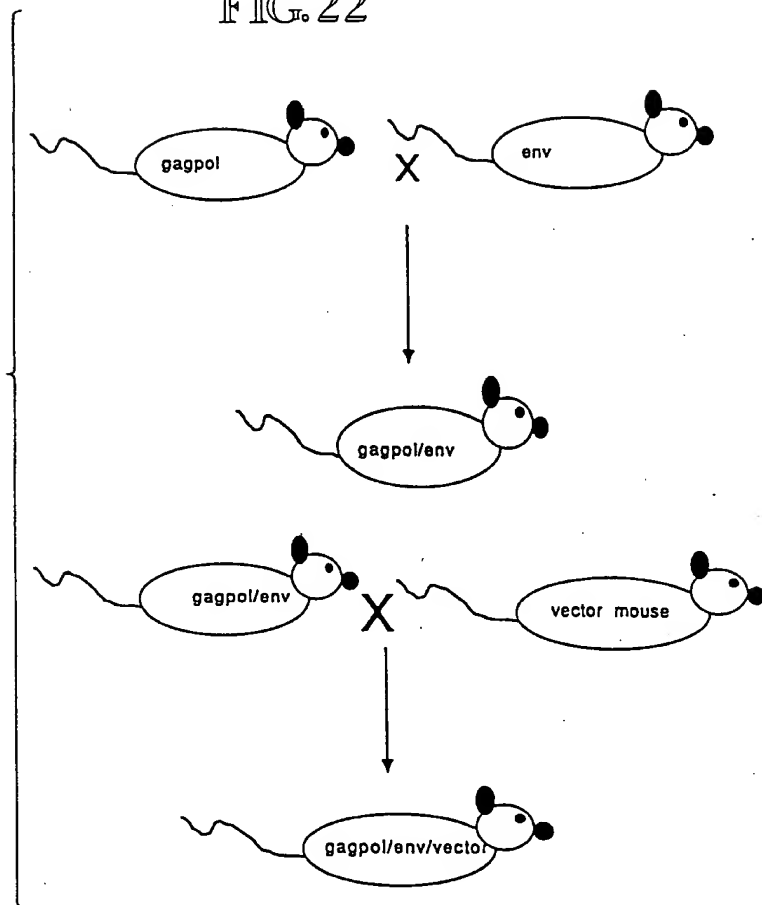 FIG. 22
gagpol
X
env
gagpol/env
gagpol/env
X
vector mouse
gagpol/env/vector